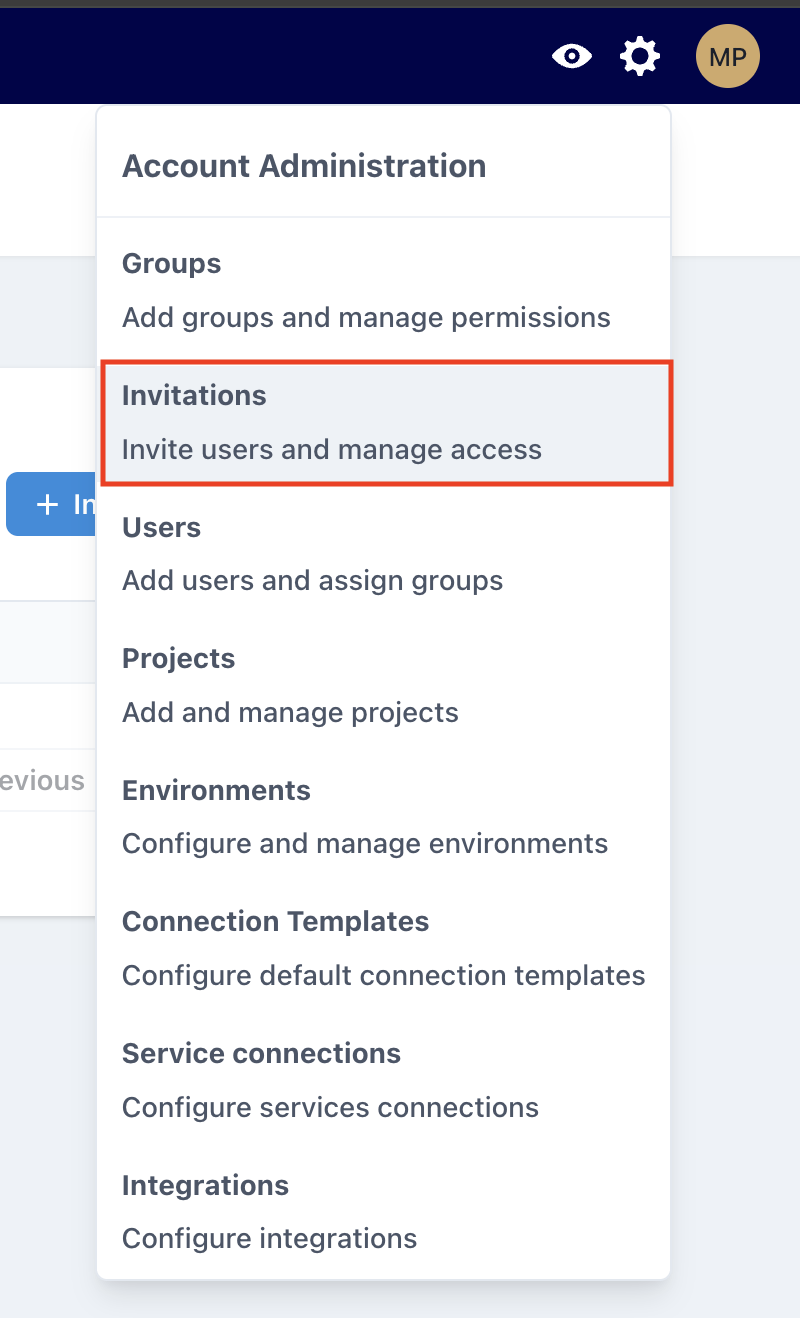 MP
Account Administration
Groups
Add groups and manage permissions
Invitations
Invite users and manage access
+ In
Users
Add users and assign groups
Projects
Add and manage projects
evious
Environments
Configure and manage environments
Connection Templates
Configure default connection templates
Service connections
Configure services connections
Integrations
Configure integrations